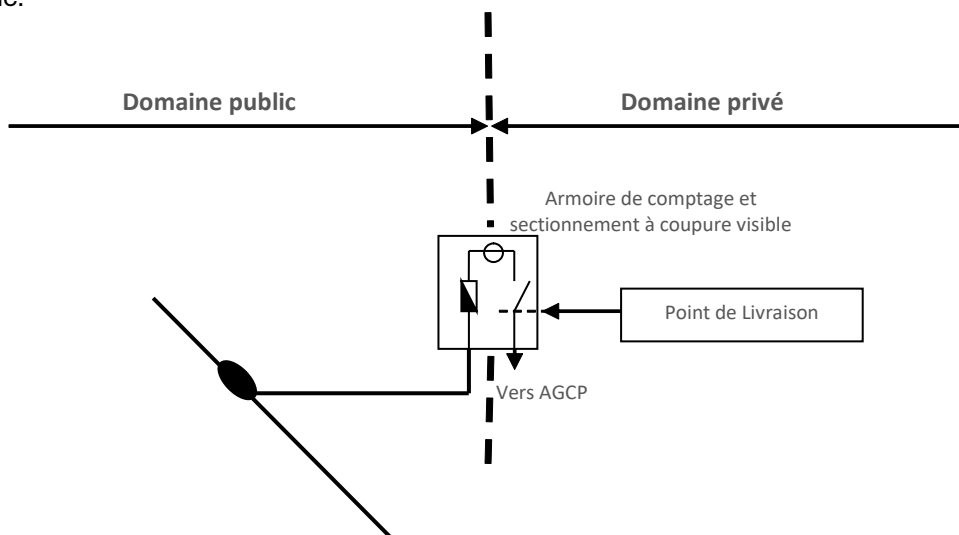 Domaine public
Domaine privé
Armoire de comptage et
sectionnement à coupure visible
Point de Livraison
Vers AGCP